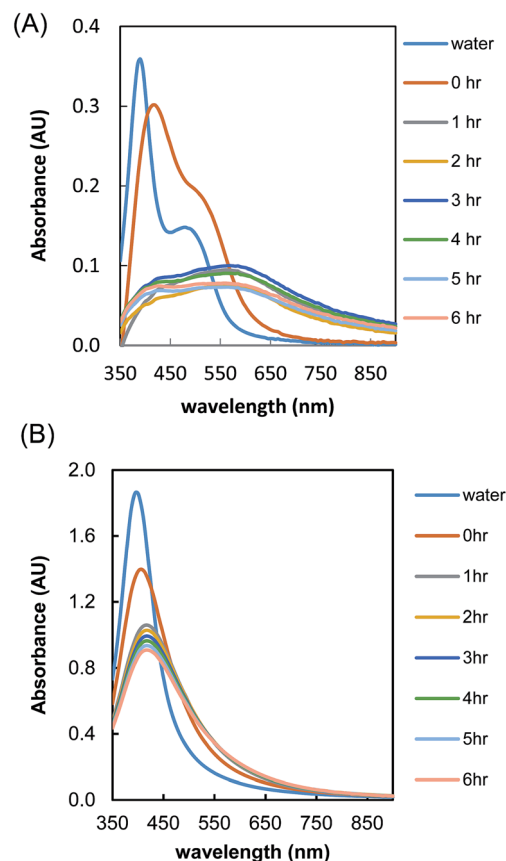 (A)
Absorbance (AU)
0.4
0.3
0.2
0.1
0.0
350 450 550 650 750 850
wavelength (nm)
water
0 hr
1 hr
2 hr
3 hr
4 hr
5 hr
6 hr
(B)
Absorbance (AU)
2.0
1.6
1.2
0.8
0.4
0.0
350 450 550 650 750 850
wavelength (nm)
water
0hr
1hr
2hr
3hr
4hr
5hr
6hr